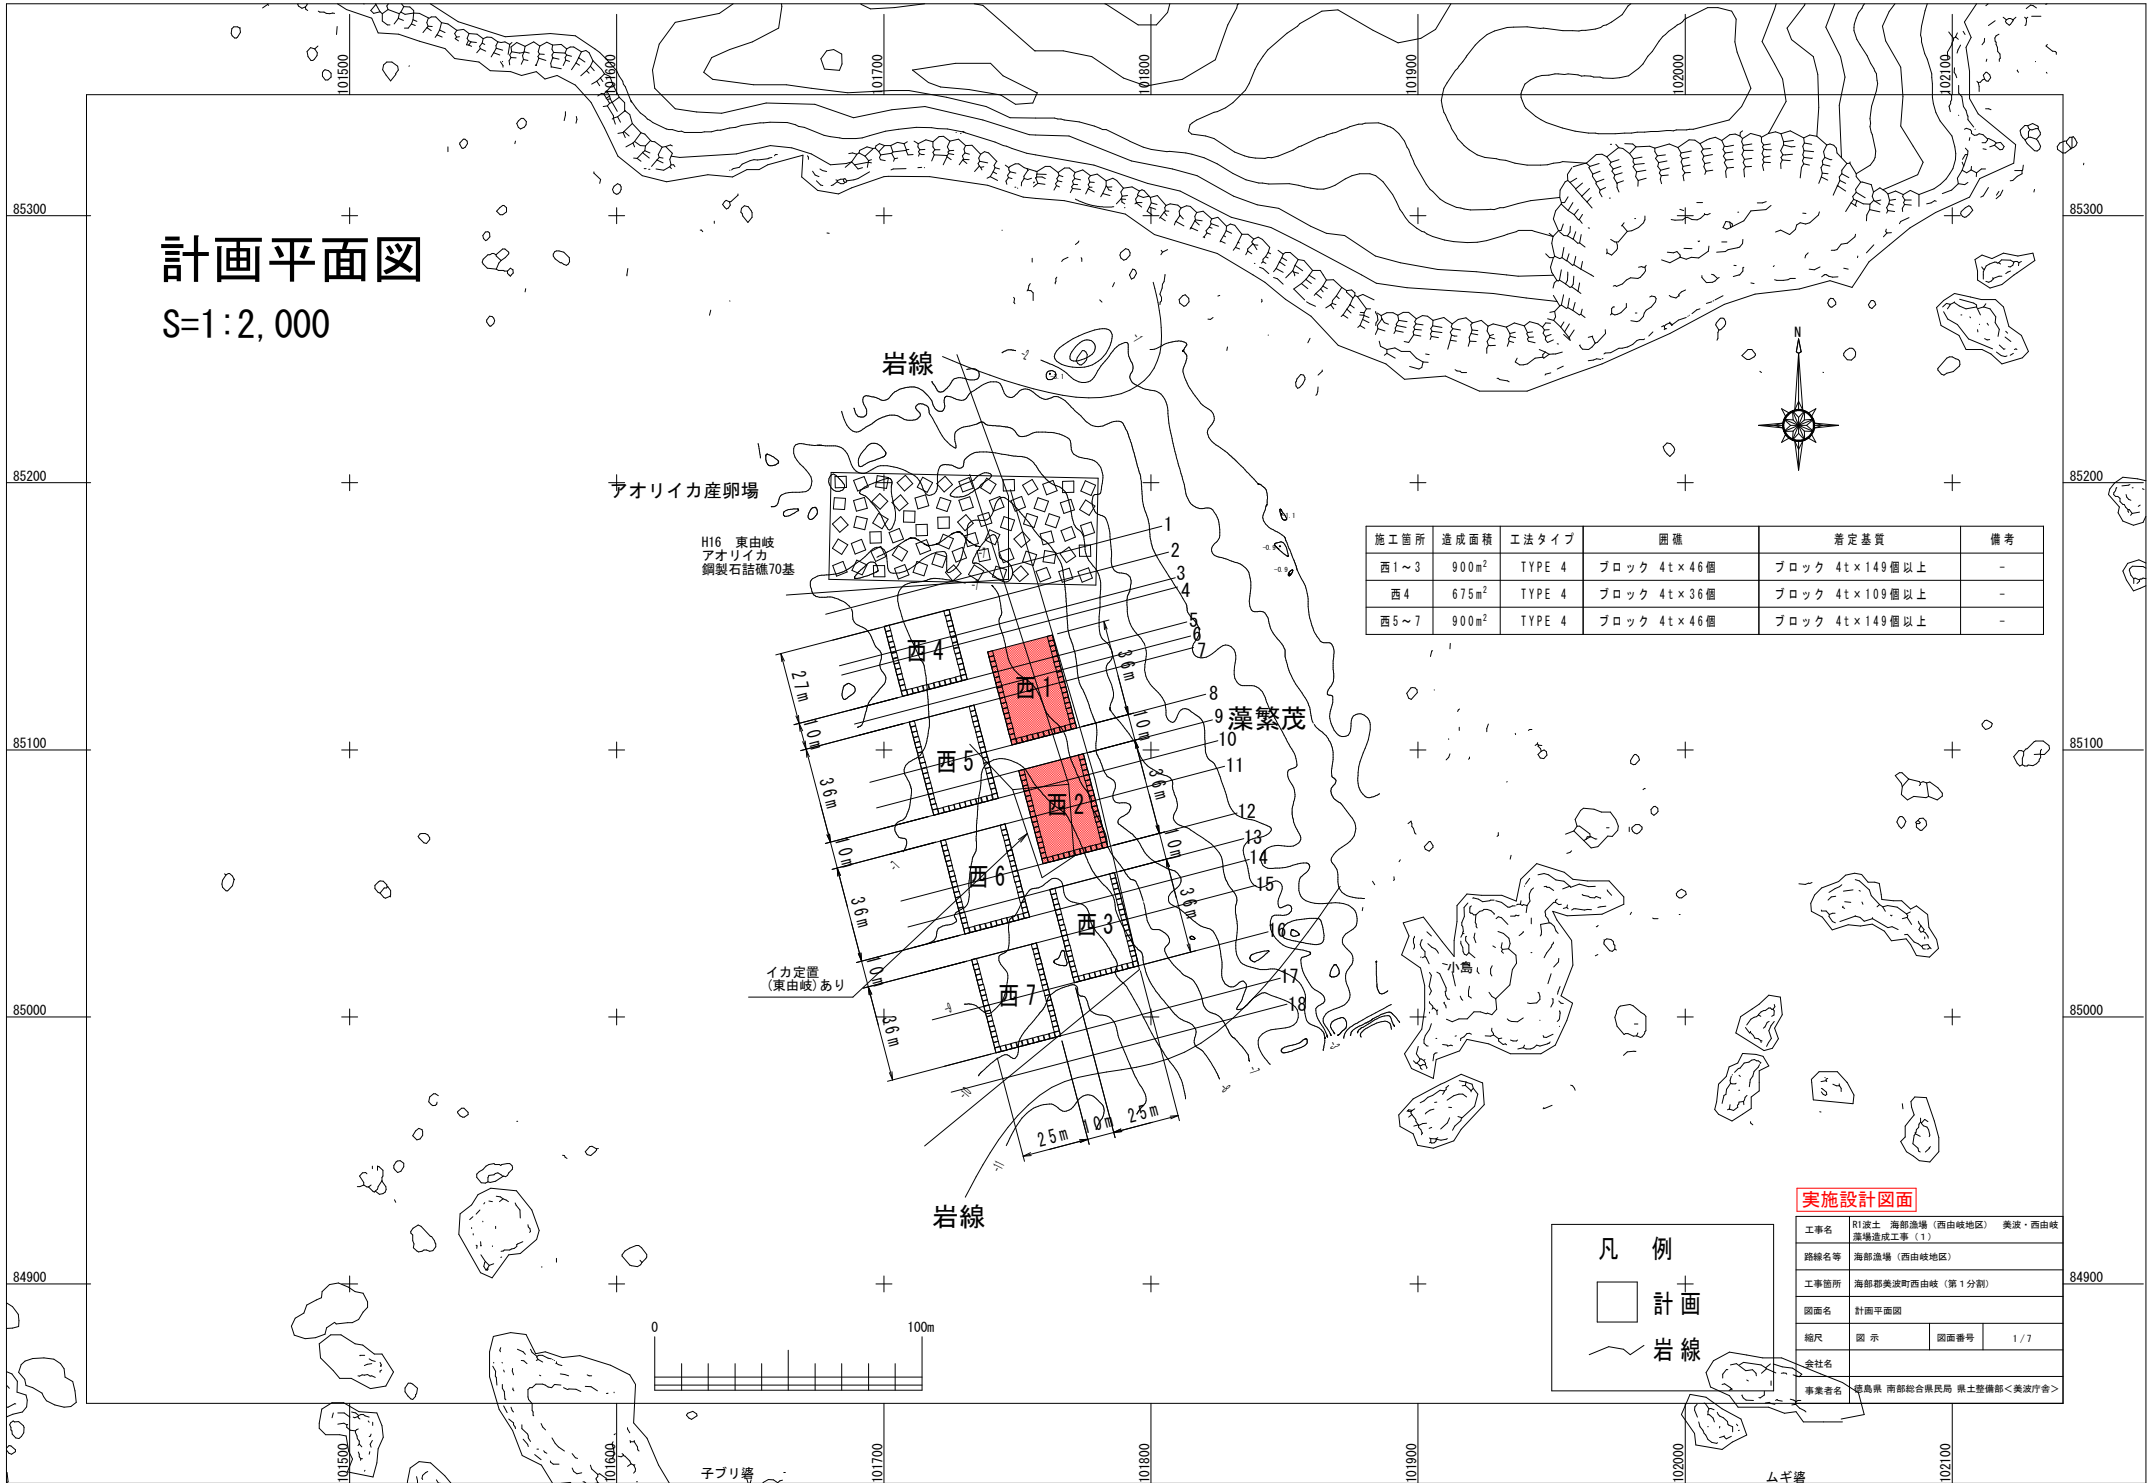 101500
101600
101700
101800
101900
102000
102100
85300
85300
計画平面図
S=1:2,000
岩線
N
85200
85200
アオリイカ産卵場
H16 東由岐
アオリイカ
鋼製石詰礁70基
施工箇所 造成面積 工法タイプ 囲礁 着定基質 備考
西1~3 900m² TYPE 4 ブロック 4t×46個 ブロック 4t×149個以上 -
西4 675m² TYPE 4 ブロック 4t×36個 ブロック 4t×109個以上 -
西5~7 900m² TYPE 4 ブロック 4t×46個 ブロック 4t×149個以上 -
1
2
3
4
5
6
7
8
9
10
11
12
13
14
15
16
17
18
西4
西1
西5
西2
西6
西3
西7
藻繁茂
27m
10m
36m
10m
36m
10m
36m
36m
10m
36m
10m
36m
25m
10m
25m
85100
85100
イカ定置
(東由岐)あり
小島
85000
85000
岩線
84900
84900
0
100m
凡 例
計画
岩線
実施設計図面
工事名 R1波土 海部漁場(西由岐地区) 美波・西由岐
藻場造成工事(1)
路線名等 海部漁場(西由岐地区)
工事箇所 海部郡美波町西由岐(第1分割)
図面名 計画平面図
縮尺 図示 図面番号 1/7
会社名
事業者名 徳島県 南部総合県民局 県土整備部<美波庁舎>
101500
101600
101700
101800
101900
102000
102100
子ブリ婆
ムギ婆